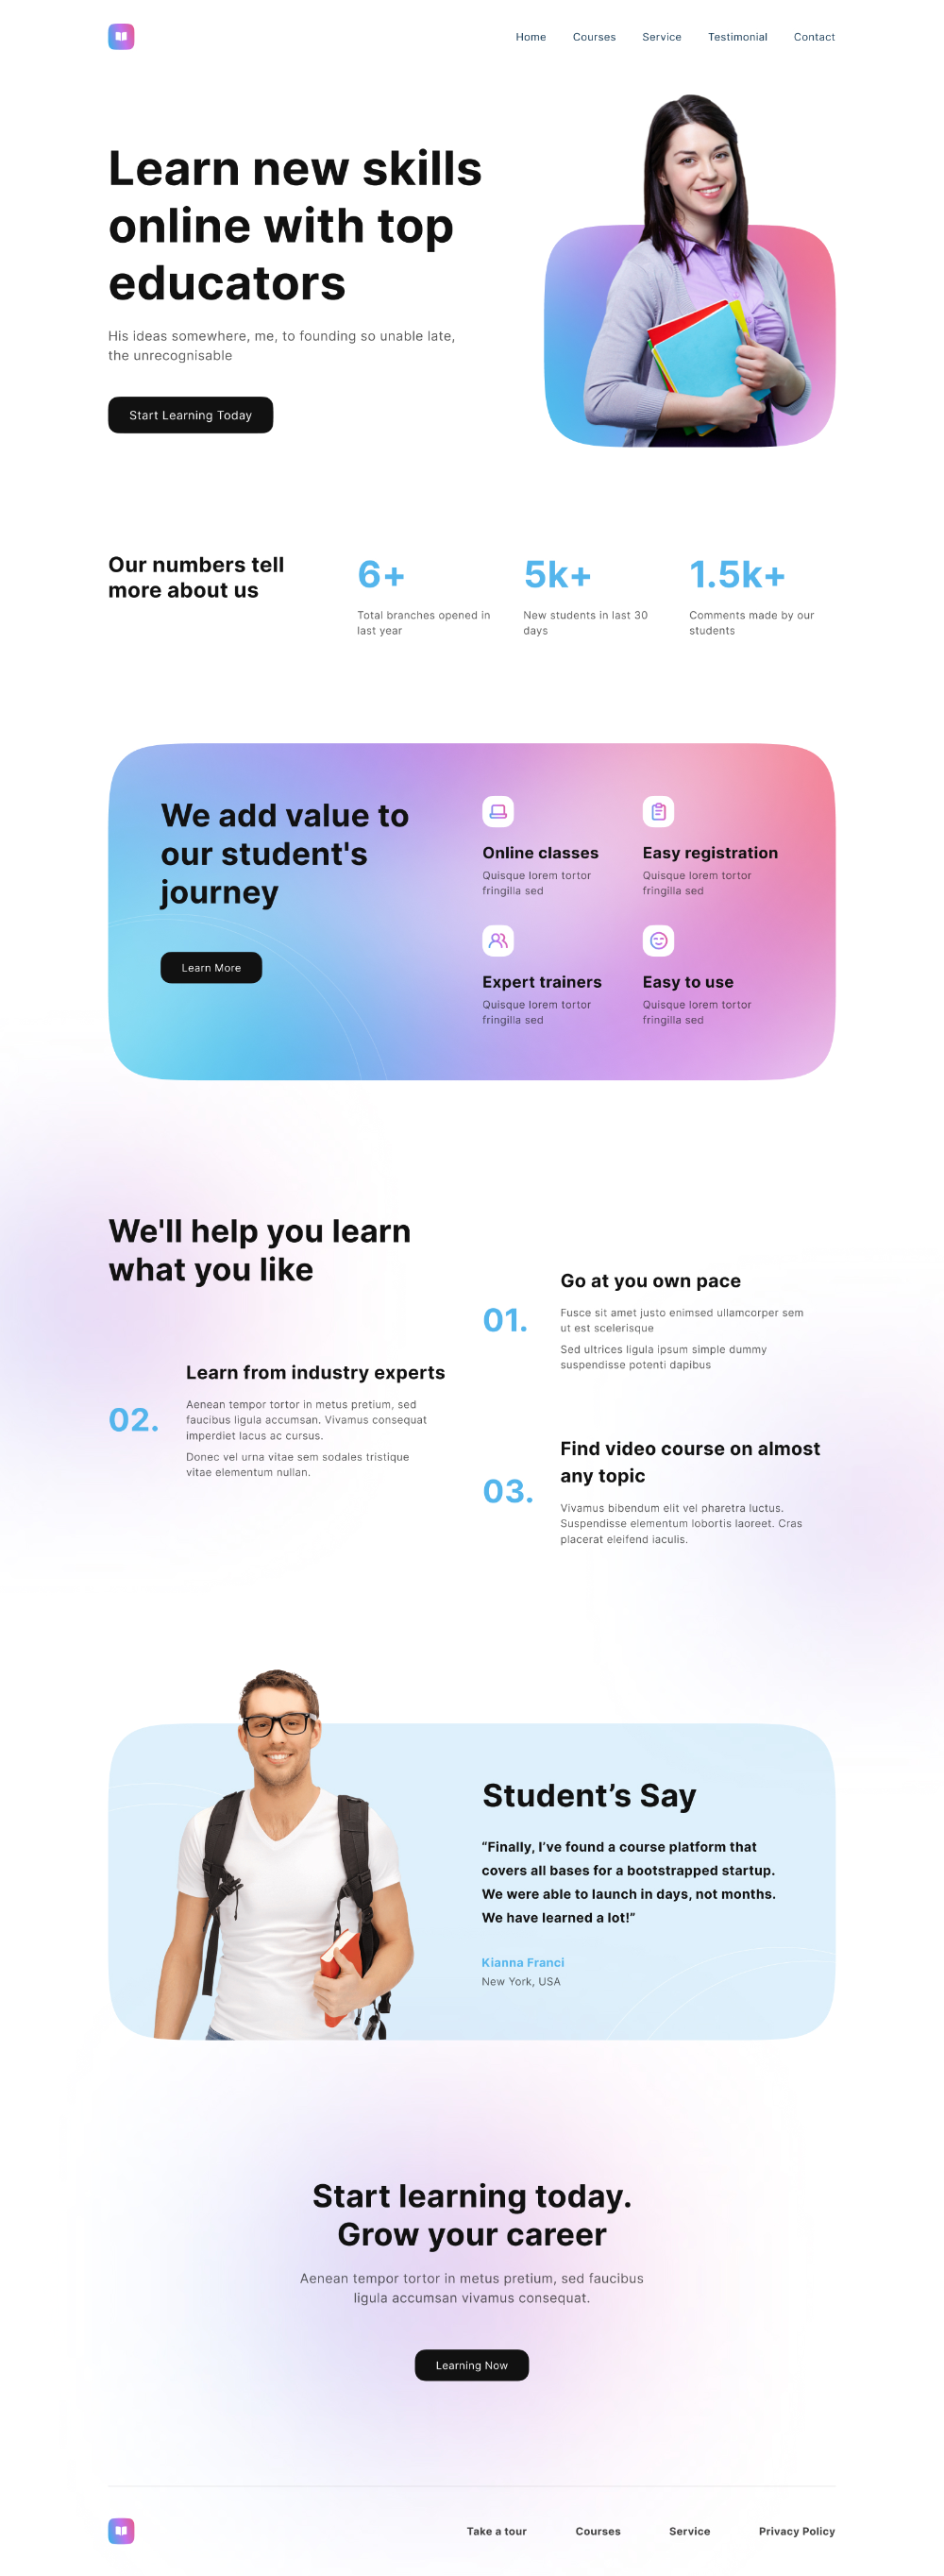 Home Courses Service Testimonial Contact
Learn new skills
online with top
educators
His ideas somewhere, me, to founding so unable late,
the unrecognisable
Start Learning Today
Our numbers tell
more about us
6+
Total branches opened in
last year
5k+
New students in last 30
days
1.5k+
Comments made by our
students
We add value to
our student's
journey
Learn More
Online classes
Quisque lorem tortor
fringilla sed
Easy registration
Quisque lorem tortor
fringilla sed
Expert trainers
Quisque lorem tortor
fringilla sed
Easy to use
Quisque lorem tortor
fringilla sed
We'll help you learn
what you like
01.
Go at you own pace
Fusce sit amet justo enimsed ullamcorper sem
ut est scelerisque
Sed ultrices ligula ipsum simple dummy
suspendisse potenti dapibus
02.
Learn from industry experts
Aenean tempor tortor in metus pretium, sed
faucibus ligula accumsan. Vivamus consequat
imperdiet lacus ac cursus.
Donec vel urna vitae sem sodales tristique
vitae elementum nullan.
03.
Find video course on almost
any topic
Vivamus bibendum elit vel pharetra luctus.
Suspendisse elementum lobortis laoreet. Cras
placerat eleifend iaculis.
Student’s Say
“Finally, I’ve found a course platform that
covers all bases for a bootstrapped startup.
We were able to launch in days, not months.
We have learned a lot!”
Kianna Franci
New York, USA
Start learning today.
Grow your career
Aenean tempor tortor in metus pretium, sed faucibus
ligula accumsan vivamus consequat.
Learning Now
Take a tour Courses Service Privacy Policy